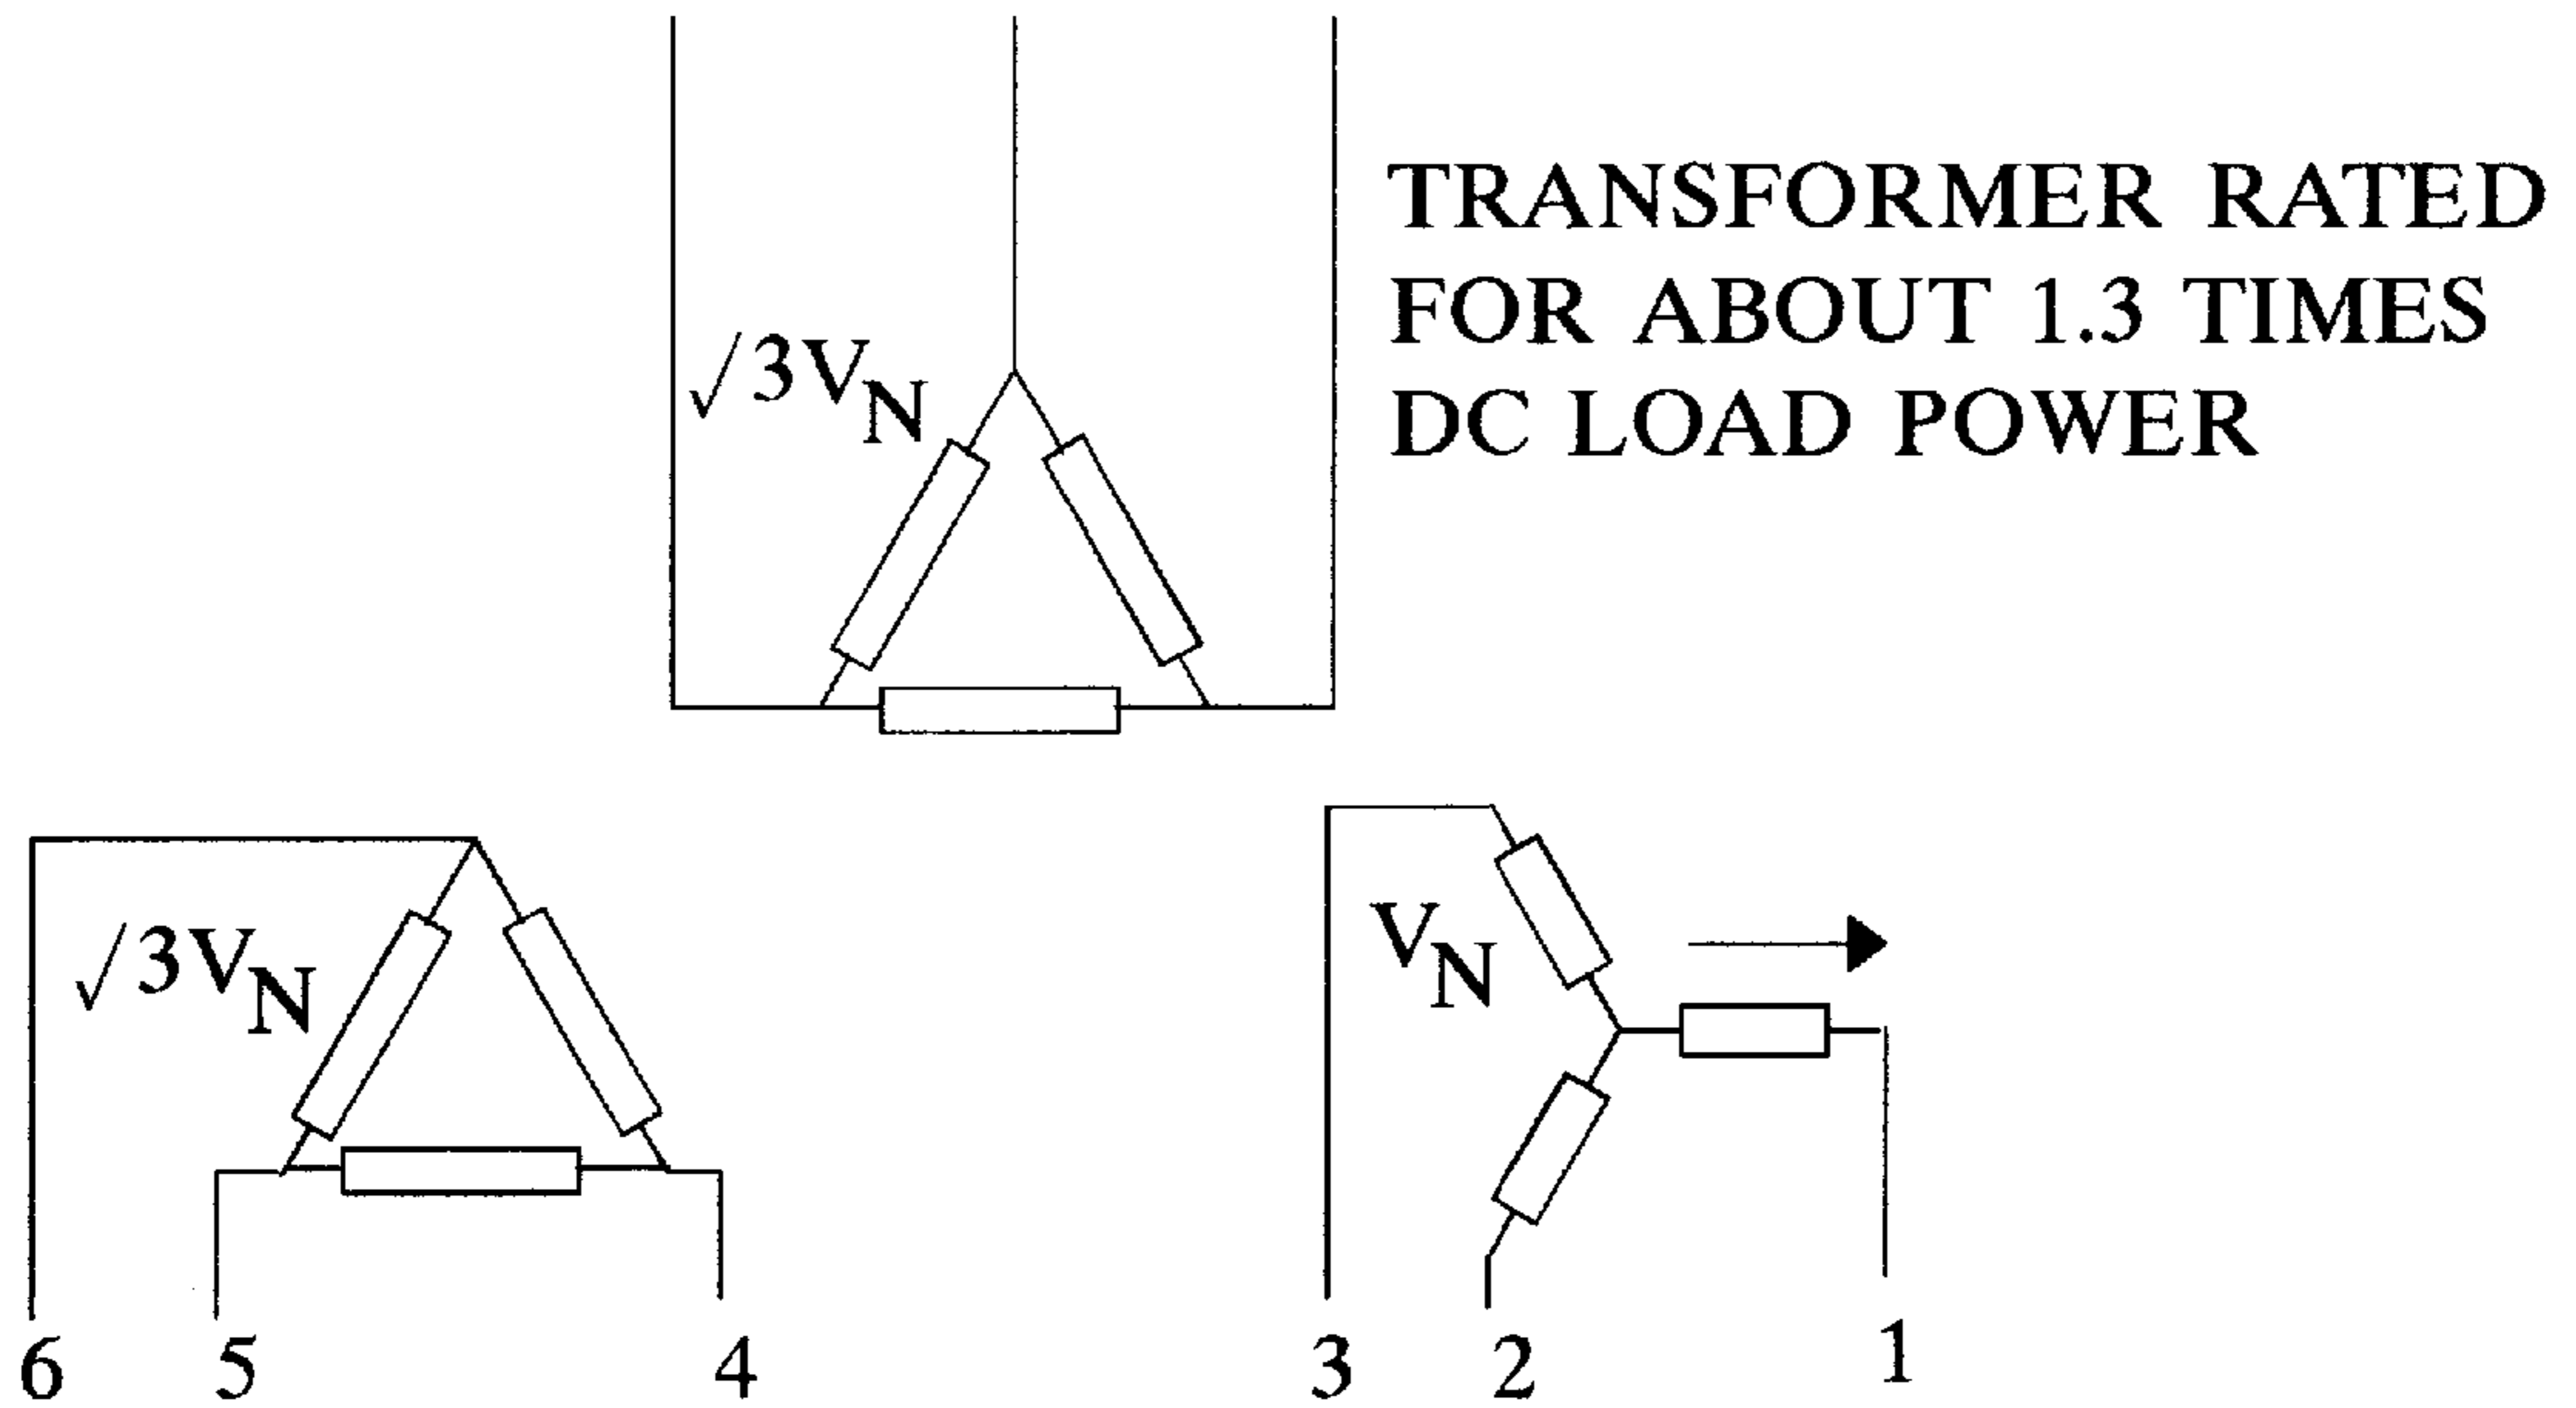 TRANSFORMER RATED
FOR ABOUT 1.3 TIMES
DC LOAD POWER
√3VN
√3VN
VN
6 5 4 3 2 1